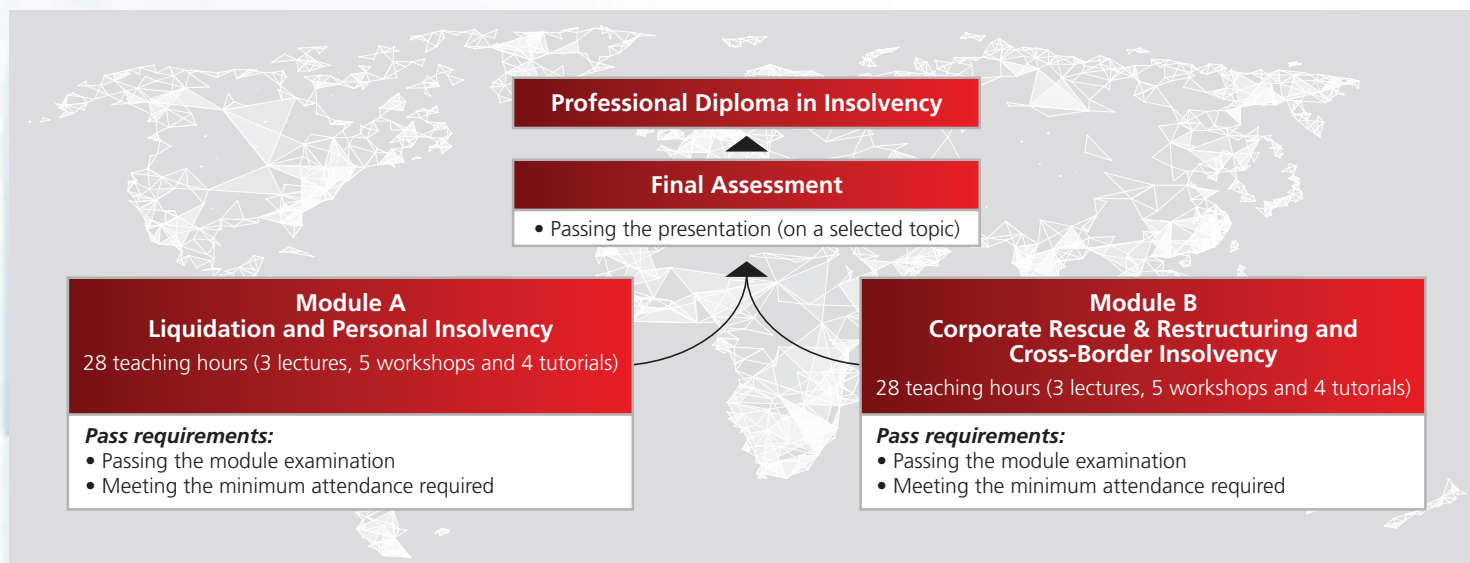 Professional Diploma in Insolvency
Final Assessment
• Passing the presentation (on a selected topic)
Module A
Liquidation and Personal Insolvency
28 teaching hours (3 lectures, 5 workshops and 4 tutorials)
Pass requirements:
• Passing the module examination
• Meeting the minimum attendance required
Module B
Corporate Rescue & Restructuring and
Cross-Border Insolvency
28 teaching hours (3 lectures, 5 workshops and 4 tutorials)
Pass requirements:
• Passing the module examination
• Meeting the minimum attendance required